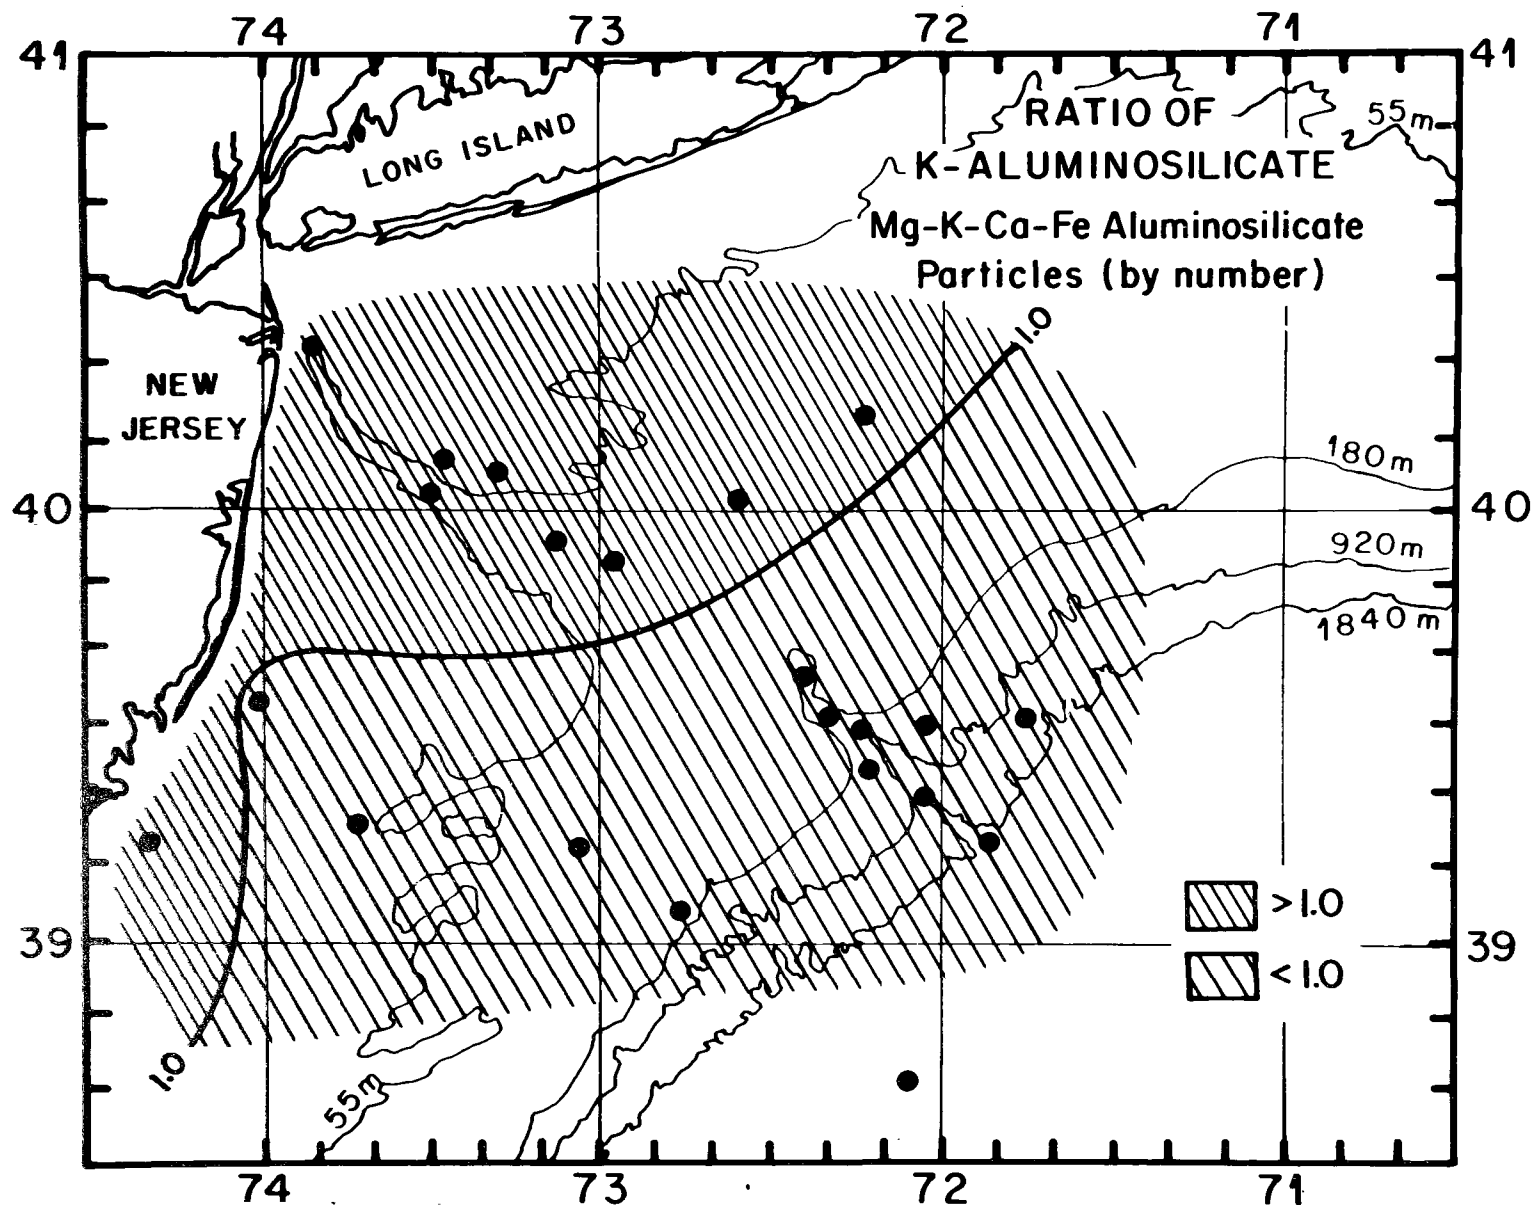 74 73 72 71
41 41
RATIO OF
55m
LONG ISLAND
K-ALUMINOSILICATE
Mg-K-Ca-Fe Aluminosilicate
Particles (by number)
1.0
NEW
JERSEY
180m
40 40
920m
1840m
>1.0
39 39
<1.0
1.0
55m
74 73 72 71